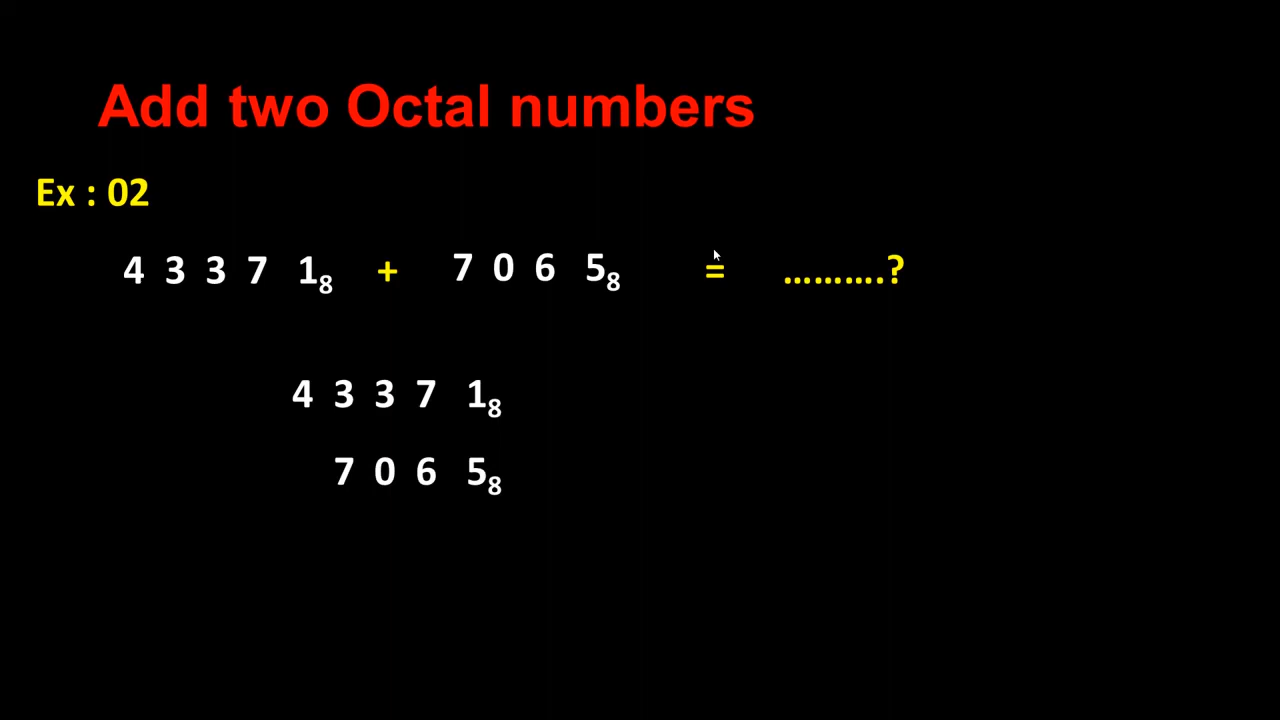 Add two Octal numbers
Ex : 02
4 3 3 7 1₈ + 7 0 6 5₈ = ……….?
4 3 3 7 1₈
7 0 6 5₈